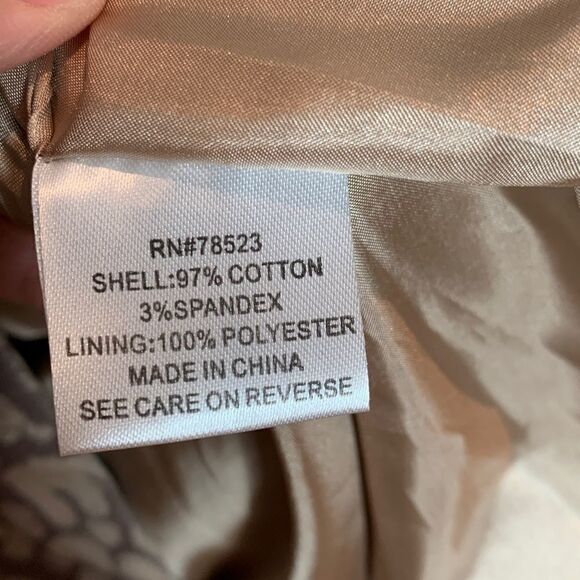 RN#78523
SHELL:97% COTTON
3%SPANDEX
LINING:100% POLYESTER
MADE IN CHINA
SEE CARE ON REVERSE